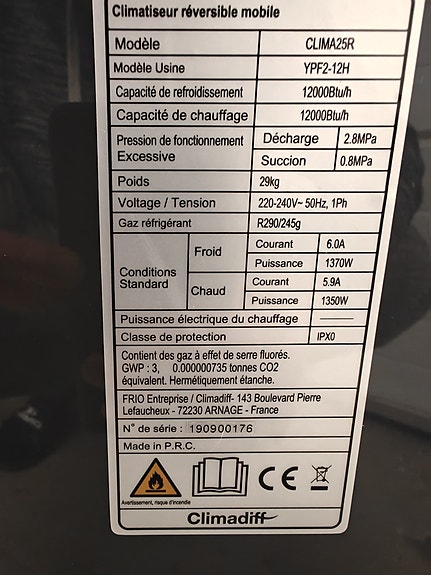 Climatiseur réversible mobile
Modèle CLIMA25R
Modèle Usine YPF2-12H
Capacité de refroidissement 12000Btu/h
Capacité de chauffage 12000Btu/h
Pression de fonctionnement Excessive Décharge 2.8MPa
Succion 0.8MPa
Poids 29kg
Voltage / Tension 220-240V~ 50Hz, 1Ph
Gaz réfrigérant R290/245g
Conditions Standard Froid Courant 6.0A
Puissance 1370W
Chaud Courant 5.9A
Puissance 1350W
Puissance électrique du chauffage ———
Classe de protection IPX0
Contient des gaz à effet de serre fluorés.
GWP : 3, 0.000000735 tonnes CO2
équivalent. Hermétiquement étanche.
FRIO Entreprise / Climadiff- 143 Boulevard Pierre
Lefaucheux - 72230 ARNAGE - France
N° de série : 190900176
Made in P.R.C.
CE
Avertissement, risque d'incendie
Climadiff